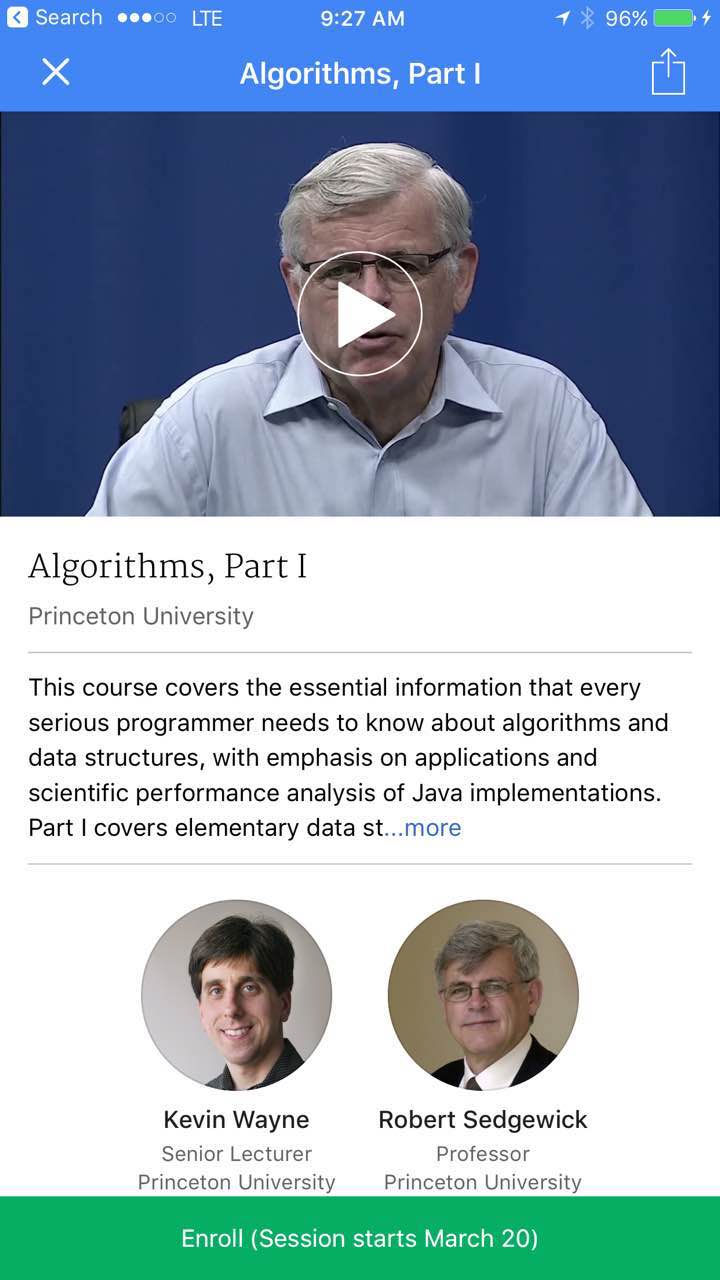 Search LTE 9:27 AM 96%
Algorithms, Part I
Algorithms, Part I
Princeton University
This course covers the essential information that every
serious programmer needs to know about algorithms and
data structures, with emphasis on applications and
scientific performance analysis of Java implementations.
Part I covers elementary data st...more
Kevin Wayne
Senior Lecturer
Princeton University
Robert Sedgewick
Professor
Princeton University
Enroll (Session starts March 20)